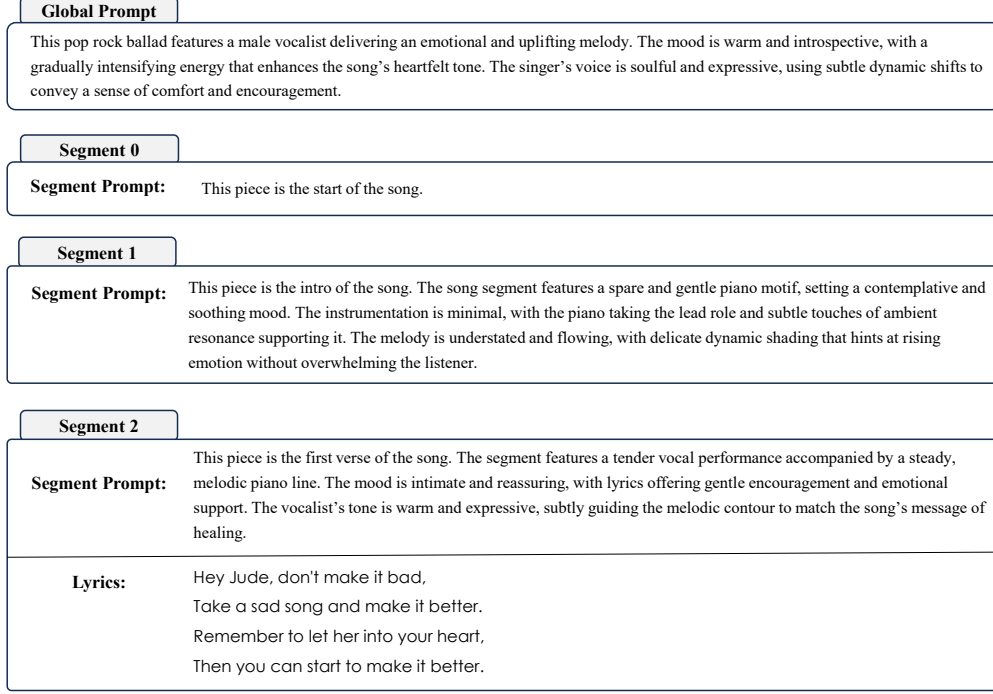 Global Prompt
This pop rock ballad features a male vocalist delivering an emotional and uplifting melody. The mood is warm and introspective, with a
gradually intensifying energy that enhances the song’s heartfelt tone. The singer’s voice is soulful and expressive, using subtle dynamic shifts to
convey a sense of comfort and encouragement.
Segment 0
Segment Prompt: This piece is the start of the song.
Segment 1
Segment Prompt: This piece is the intro of the song. The song segment features a spare and gentle piano motif, setting a contemplative and
soothing mood. The instrumentation is minimal, with the piano taking the lead role and subtle touches of ambient
resonance supporting it. The melody is understated and flowing, with delicate dynamic shading that hints at rising
emotion without overwhelming the listener.
Segment 2
Segment Prompt: This piece is the first verse of the song. The segment features a tender vocal performance accompanied by a steady,
melodic piano line. The mood is intimate and reassuring, with lyrics offering gentle encouragement and emotional
support. The vocalist’s tone is warm and expressive, subtly guiding the melodic contour to match the song’s message of
healing.
Lyrics: Hey Jude, don't make it bad,
Take a sad song and make it better.
Remember to let her into your heart,
Then you can start to make it better.